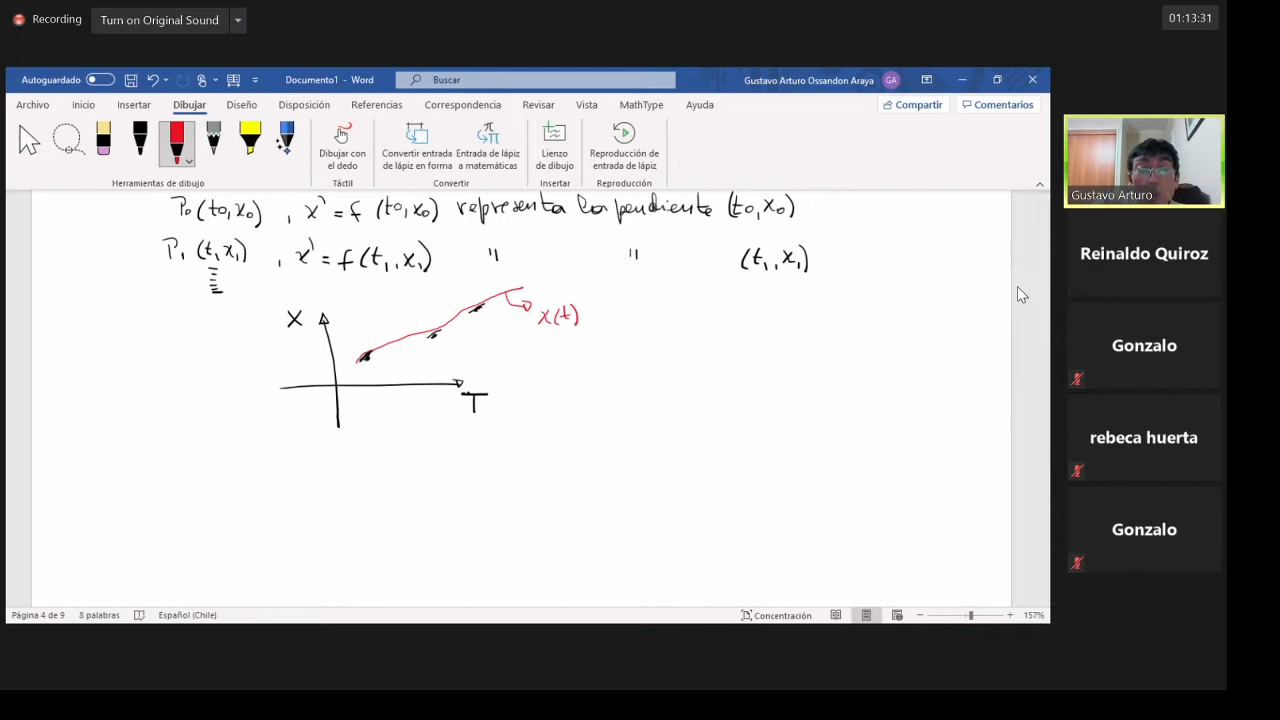 Recording Turn on Original Sound 01:13:31
Autoguardado Documento1 - Word Buscar Gustavo Arturo Ossandon Araya GA
Archivo Inicio Insertar Dibujar Diseño Disposición Referencias Correspondencia Revisar Vista MathType Ayuda Compartir Comentarios
Dibujar con el dedo
Convertir entrada de lápiz en forma
Entrada de lápiz a matemáticas
Lienzo de dibujo
Reproducción de entrada de lápiz
Herramientas de dibujo Táctil Convertir Insertar Reproducción
P0 (t0, x0) , x' = f (t0, x0) representa la pendiente (t0, x0)
P1 (t1, x1) , x' = f (t1, x1) " " (t1, x1)
X
x(t)
T
Gustavo Arturo
Reinaldo Quiroz
Gonzalo
rebeca huerta
Gonzalo
Página 4 de 9 8 palabras Español (Chile) Concentración 157%